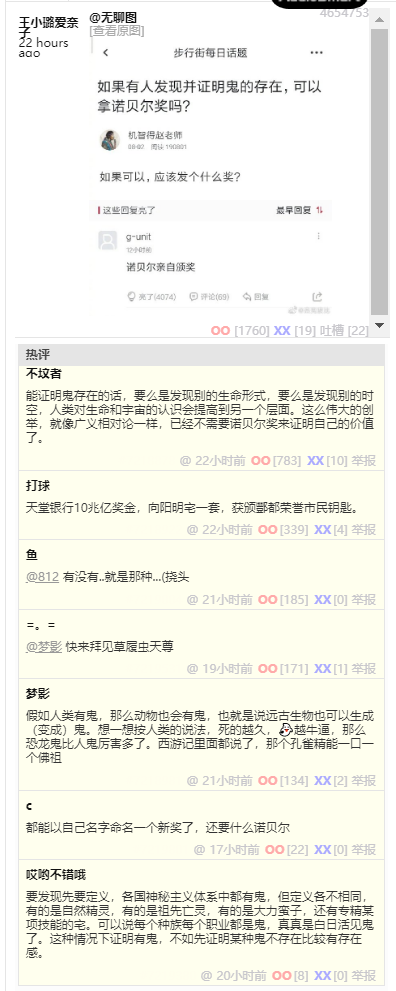 4654753
王小璐爱奈
子
22 hours
ago
@无聊图
[查看原图]
步行街每日话题
如果有人发现并证明鬼的存在，可以
拿诺贝尔奖吗?
机智得赵老师
08-02 阅读 190801
如果可以，应该发个什么奖?
这些回复亮了
最早回复
g-unit
12小时前
诺贝尔亲自颁奖
亮了(4074) 评论(69) 回复
OO [1760] XX [19] 吐槽 [22]
热评
不坟者
能证明鬼存在的话，要么是发现别的生命形式，要么是发现别的时
空，人类对生命和宇宙的认识会提高到另一个层面。这么伟大的创
举，就像广义相对论一样，已经不需要诺贝尔奖来证明自己的价值
了。
@ 22小时前 OO[783] XX[10] 举报
打球
天堂银行10兆亿奖金，向阳明宅一套，获颁酆都荣誉市民钥匙。
@ 22小时前 OO[339] XX[4] 举报
鱼
@812 有没有..就是那种...(挠头
@ 21小时前 OO[185] XX[0] 举报
=。=
@梦影 快来拜见草履虫天尊
@ 19小时前 OO[171] XX[1] 举报
梦影
假如人类有鬼，那么动物也会有鬼，也就是说远古生物也可以生成
（变成）鬼。想一想按人类的说法，死的越久，越牛逼，那么
恐龙鬼比人鬼厉害多了。西游记里面都说了，那个孔雀精能一口一
个佛祖
@ 21小时前 OO[134] XX[2] 举报
c
都能以自己名字命名一个新奖了，还要什么诺贝尔
@ 17小时前 OO[22] XX[0] 举报
哎哟不错哦
要发现先要定义，各国神秘主义体系中都有鬼，但定义各不相同，
有的是自然精灵，有的是祖先亡灵，有的是大力蛮子，还有专精某
项技能的宅。可以说每个种族每个职业都是鬼，真真是白日活见鬼
了。这种情况下证明有鬼，不如先证明某种鬼不存在比较有存在
感。
@ 20小时前 OO[8] XX[0] 举报